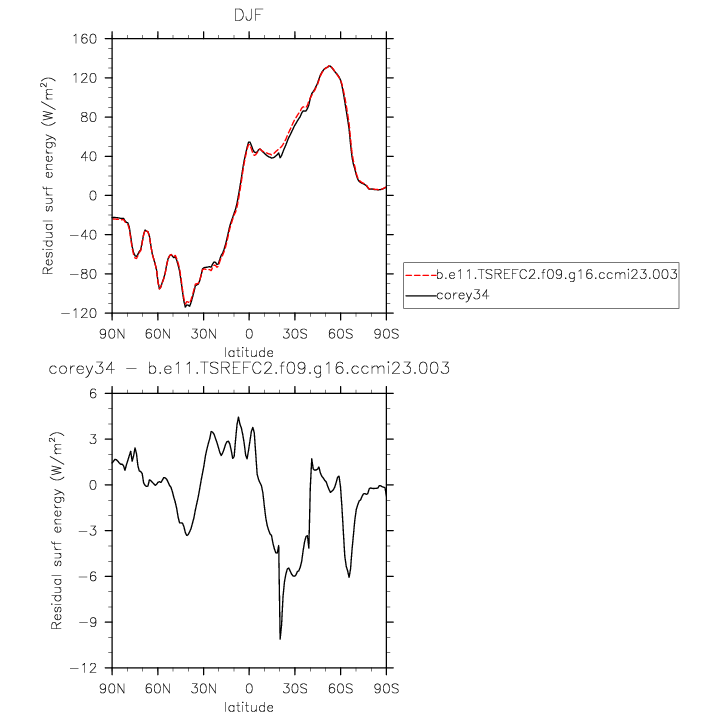 DJF
Residual surf energy (W/m²)
160
120
80
40
0
−40
−80
−120
90N 60N 30N 0 30S 60S 90S
latitude
b.e11.TSREFC2.f09.g16.ccmi23.003
corey34
corey34 − b.e11.TSREFC2.f09.g16.ccmi23.003
Residual surf energy (W/m²)
6
3
0
−3
−6
−9
−12
90N 60N 30N 0 30S 60S 90S
latitude